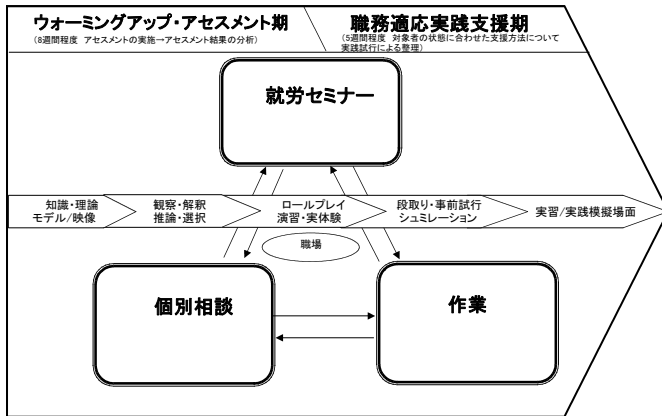 ウォーミングアップ・アセスメント期
(8週間程度 アセスメントの実施→アセスメント結果の分析)
職務適応実践支援期
(5週間程度 対象者の状態に合わせた支援方法について
実践試行による整理)
就労セミナー
知識・理論
モデル/映像
観察・解釈
推論・選択
ロールプレイ
演習・実体験
段取り・事前試行
シュミレーション
実習/実践模擬場面
職場
個別相談
作業